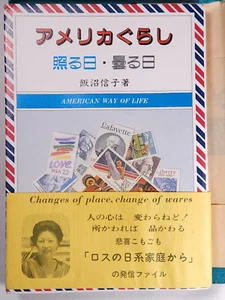 アメリカぐらし
照る日・曇る日
飯沼信子著
AMERICAN WAY OF LIFE
LOVE
USA 22
Lafayette
Changes of place, change of wares
人の心は 変わらねど!
所かわれば 品かわる
悲喜こもごも
「ロスの日系家庭から」
の発信ファイル